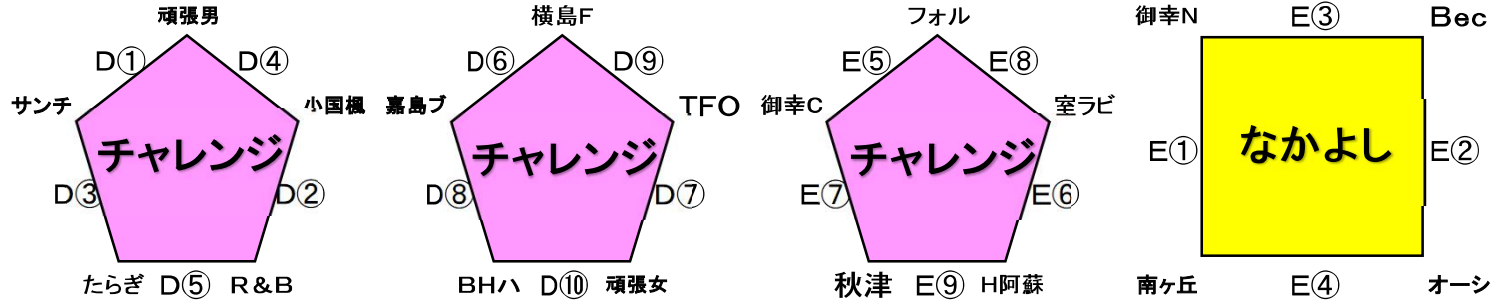 頑張男
D① D④
サンチ 小国楓
チャレンジ
D③ D②
たらぎ D⑤ R&B
横島F
D⑥ D⑨
嘉島ブ TFO
チャレンジ
D⑧ D⑦
BHハ D⑩ 頑張女
フォル
E⑤ E⑧
御幸C 室ラビ
チャレンジ
E⑦ E⑥
秋津 E⑨ H阿蘇
御幸N E③ Bec
E① なかよし E②
南ヶ丘 E④ オーシ